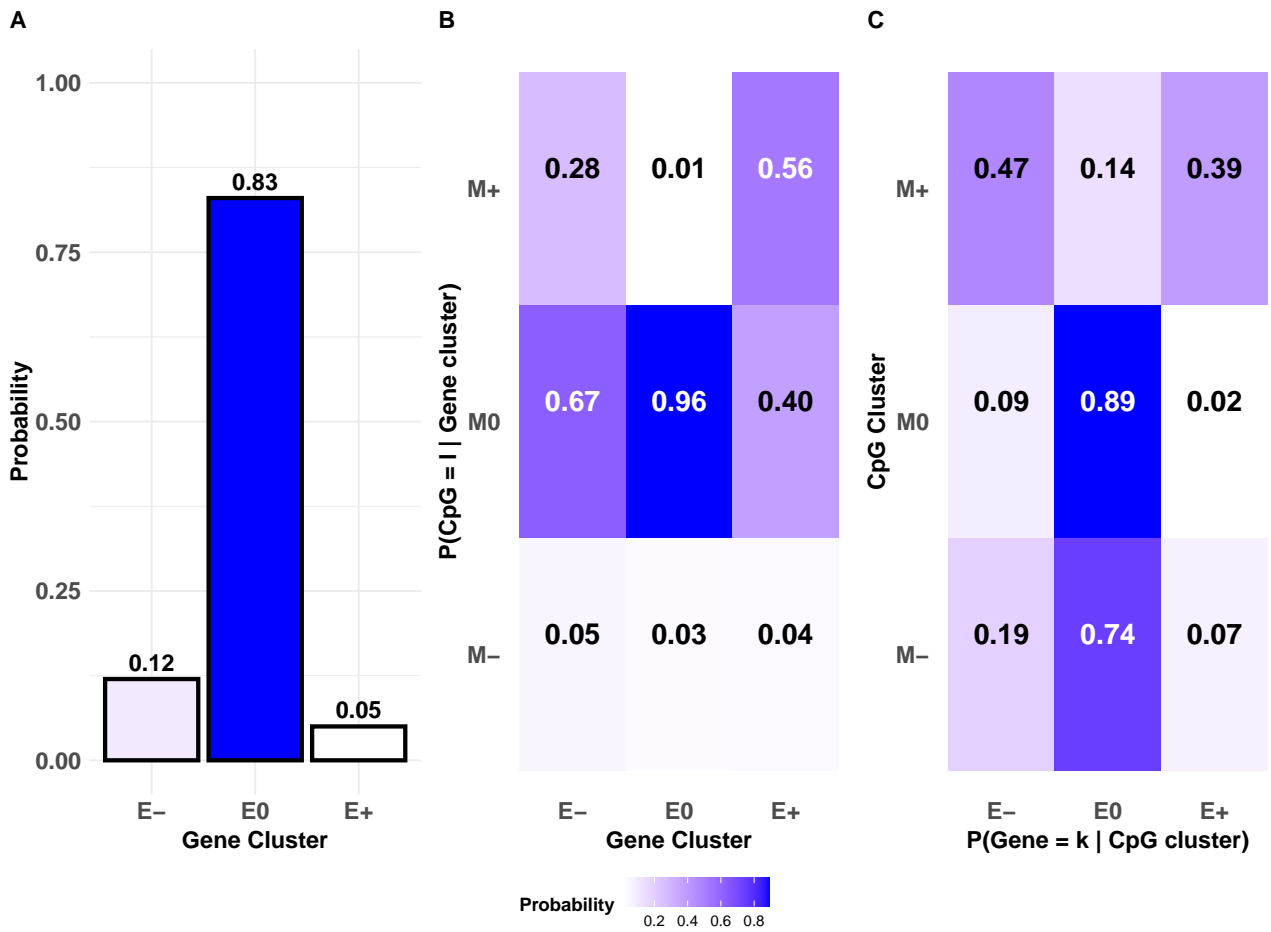 A
B
C
1.00
0.75
0.50
0.25
0.00
Probability
0.12
0.83
0.05
E− E0 E+
Gene Cluster
P(CpG = l | Gene cluster)
M+
M0
M−
0.28 0.01 0.56
0.67 0.96 0.40
0.05 0.03 0.04
E− E0 E+
Gene Cluster
CpG Cluster
M+
M0
M−
0.47 0.14 0.39
0.09 0.89 0.02
0.19 0.74 0.07
E− E0 E+
P(Gene = k | CpG cluster)
Probability
0.2 0.4 0.6 0.8